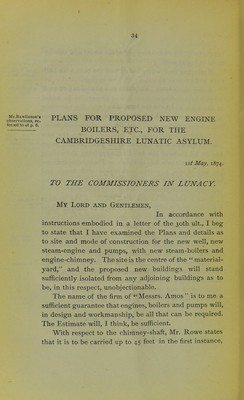 34
Mr. Rawlinson's
observations, re-
ferred to at p. 8.
PLANS FOR PROPOSED NEW ENGINE
BOILERS, ETC., FOR THE
CAMBRIDGESHIRE LUNATIC ASYLUM.
1st May, 1874.
TO THE COMMISSIONERS IN LUNACY.
MY LORD AND GENTLEMEN,
In accordance with
instructions embodied in a letter of the 30th ult., I beg
to state that I have examined the Plans and details as
to site and mode of construction for the new well, new
steam-engine and pumps, with new steam-boilers and
engine-chimney. The site is the centre of the "material-
yard," and the proposed new buildings will stand
sufficiently isolated from any adjoining buildings as to
be, in this respect, unobjectionable.
The name of the firm of "Messrs. Amos" is to me a
sufficient guarantee that engines, boilers and pumps will,
in design and workmanship, be all that can be required.
The Estimate will, I think, be sufficient.
With respect to the chimney-shaft, Mr. Rowe states
that it is to be carried up to 45 feet in the first instance,